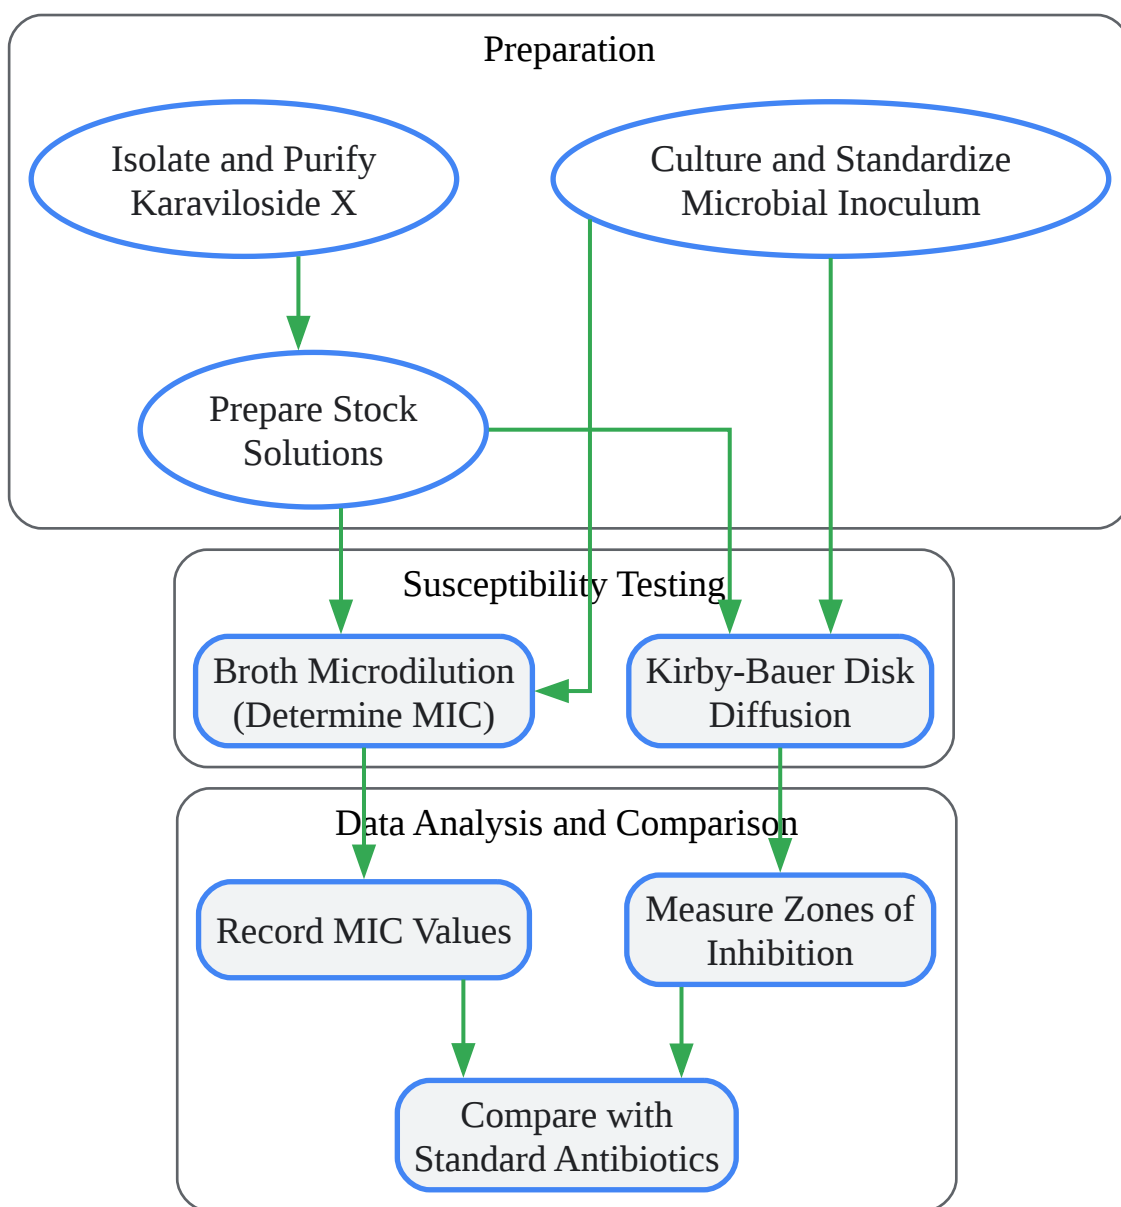 Preparation
Isolate and Purify
Karaviloside X
Culture and Standardize
Microbial Inoculum
Prepare Stock
Solutions
Susceptibility Testing
Broth Microdilution
(Determine MIC)
Kirby-Bauer Disk
Diffusion
Data Analysis and Comparison
Record MIC Values
Measure Zones of
Inhibition
Compare with
Standard Antibiotics